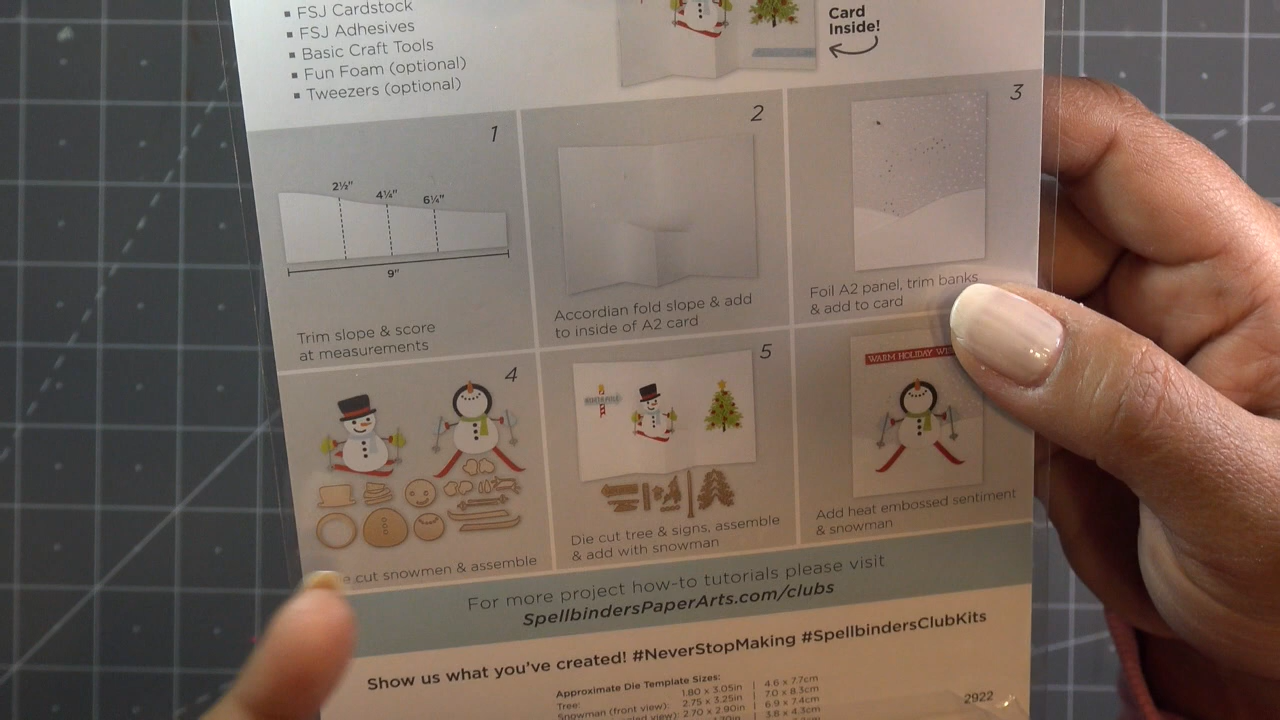 ▪ FSJ Cardstock
▪ FSJ Adhesives
▪ Basic Craft Tools
▪ Fun Foam (optional)
▪ Tweezers (optional)
Card
Inside!
1
2½"
4¼"
6¼"
9"
Trim slope & score
at measurements
2
Accordian fold slope & add
to inside of A2 card
3
Foil A2 panel, trim banks
& add to card
4
cut snowmen & assemble
5
Die cut tree & signs, assemble
& add with snowman
WARM HOLIDAY
Add heat embossed sentiment
& snowman
For more project how-to tutorials please visit
SpellbindersPaperArts.com/clubs
Show us what you've created! #NeverStopMaking #SpellbindersClubKits
Approximate Die Template Sizes:
Tree: 1.80 x 3.05in | 4.6 x 7.7cm
Snowman (front view): 2.75 x 3.25in | 7.0 x 8.3cm
view): 2.70 x 2.90in | 6.9 x 7.4cm
3.8 x 4.3cm
2922